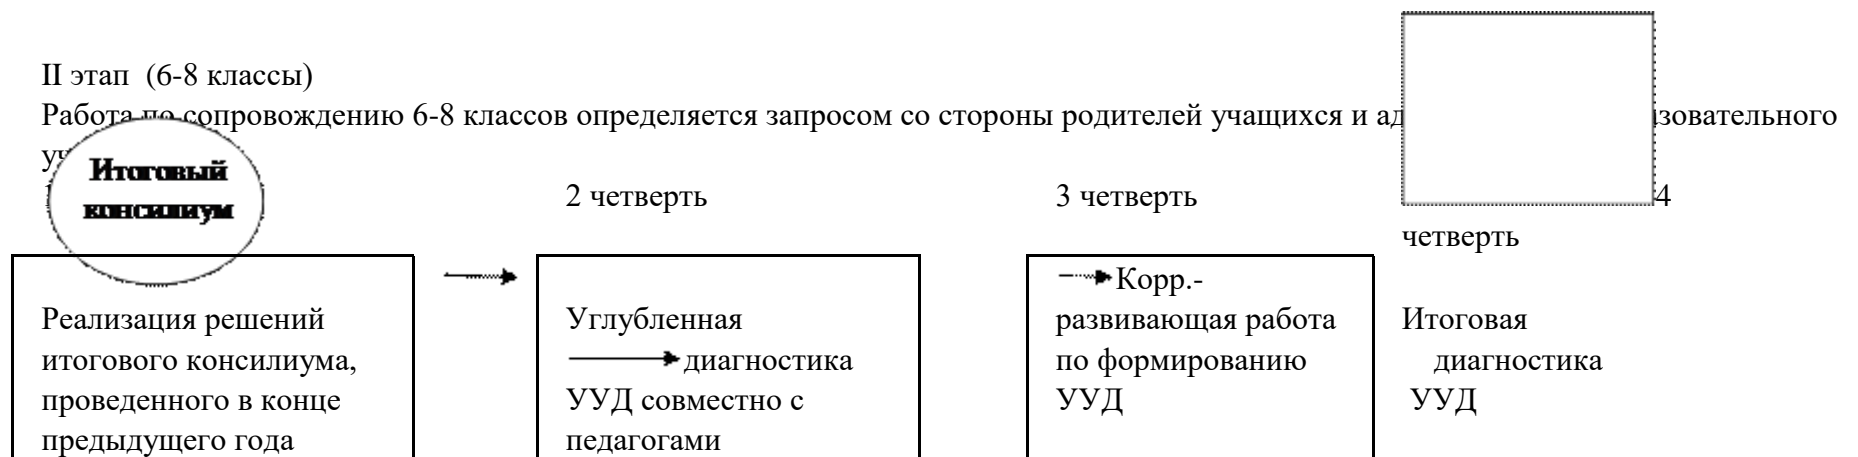 II этап (6-8 классы)
Работа по сопровождению 6-8 классов определяется запросом со стороны родителей учащихся и
Итоговый
консилиум
2 четверть
3 четверть
4
четверть
Реализация решений
итогового консилиума,
проведенного в конце
предыдущего года
Углубленная
диагностика
УУД совместно с
педагогами
Корр.-
развивающая работа
по формированию
УУД
Итоговая
диагностика
УУД